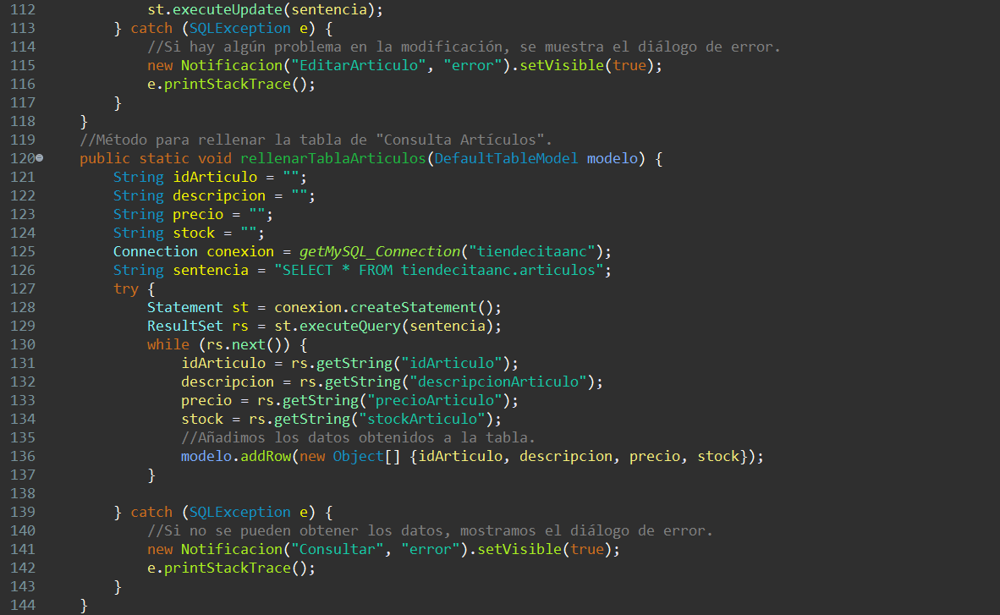 112 st.executeUpdate(sentencia);
113 } catch (SQLException e) {
114 //Si hay algún problema en la modificación, se muestra el diálogo de error.
115 new Notificacion("EditarArticulo", "error").setVisible(true);
116 e.printStackTrace();
117 }
118 }
119 //Método para rellenar la tabla de "Consulta Artículos".
120 public static void rellenarTablaArticulos(DefaultTableModel modelo) {
121 String idArticulo = "";
122 String descripcion = "";
123 String precio = "";
124 String stock = "";
125 Connection conexion = getMySQL_Connection("tiendecitaanc");
126 String sentencia = "SELECT * FROM tiendecitaanc.articulos";
127 try {
128 Statement st = conexion.createStatement();
129 ResultSet rs = st.executeQuery(sentencia);
130 while (rs.next()) {
131 idArticulo = rs.getString("idArticulo");
132 descripcion = rs.getString("descripcionArticulo");
133 precio = rs.getString("precioArticulo");
134 stock = rs.getString("stockArticulo");
135 //Añadimos los datos obtenidos a la tabla.
136 modelo.addRow(new Object[] {idArticulo, descripcion, precio, stock});
137 }
138
139 } catch (SQLException e) {
140 //Si no se pueden obtener los datos, mostramos el diálogo de error.
141 new Notificacion("Consultar", "error").setVisible(true);
142 e.printStackTrace();
143 }
144 }